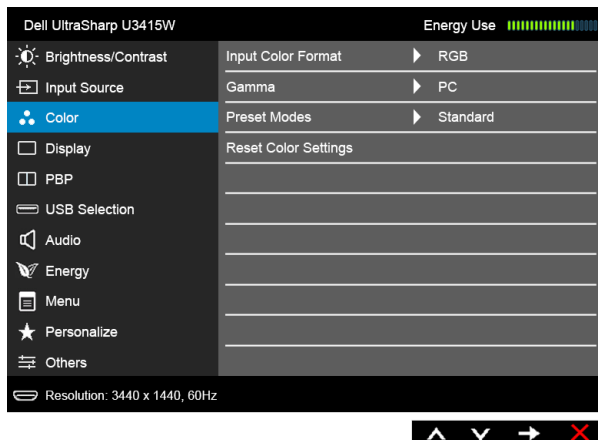 Dell UltraSharp U3415W Energy Use
Brightness/Contrast Input Color Format RGB
Input Source Gamma PC
Color Preset Modes Standard
Display Reset Color Settings
PBP
USB Selection
Audio
Energy
Menu
Personalize
Others
Resolution: 3440 x 1440, 60Hz